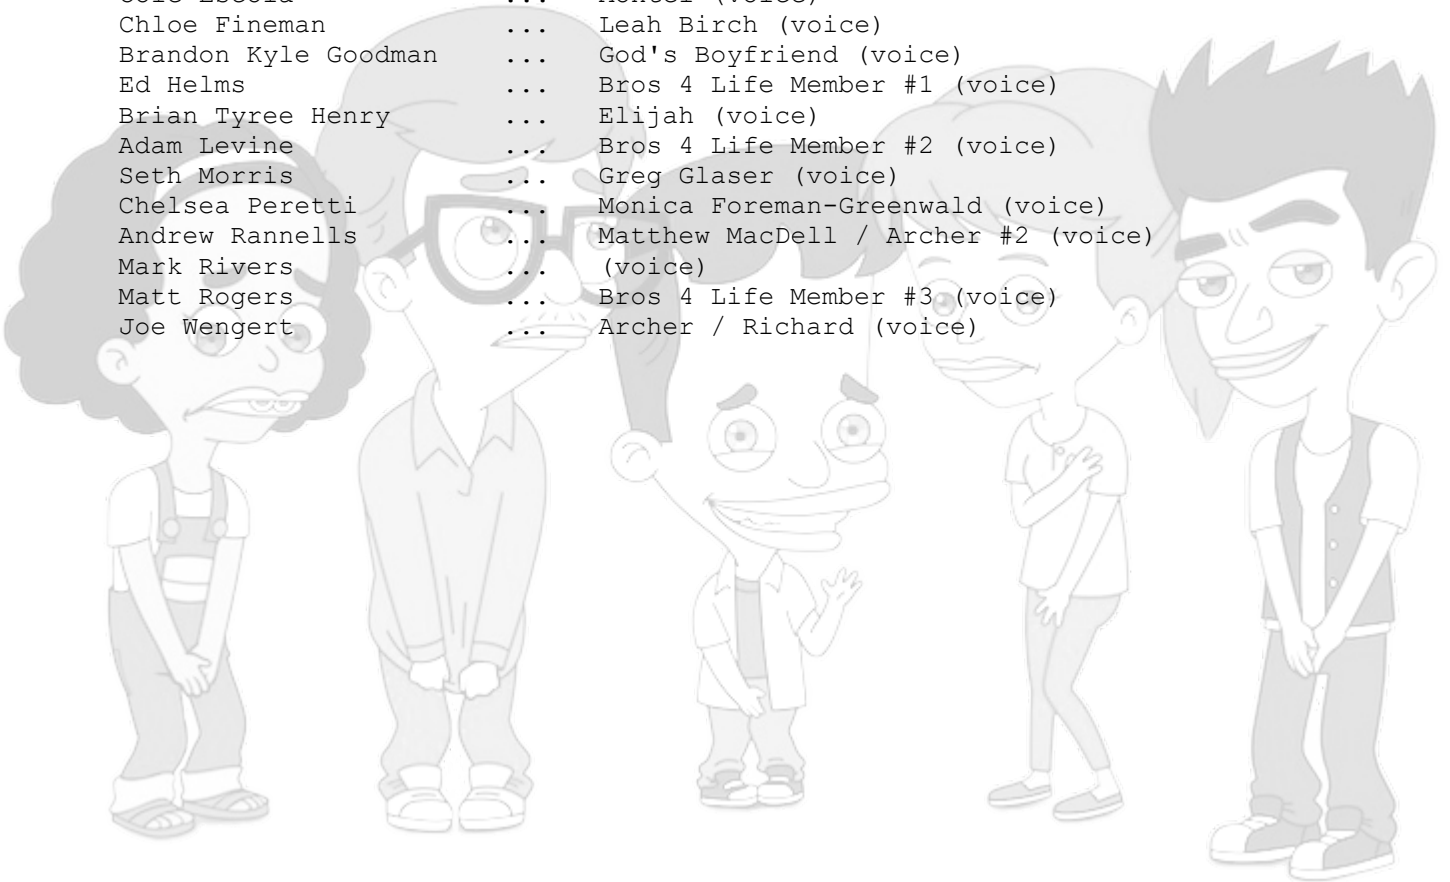 Chloe Fineman ... Leah Birch (voice)
Brandon Kyle Goodman ... God's Boyfriend (voice)
Ed Helms ... Bros 4 Life Member #1 (voice)
Brian Tyree Henry ... Elijah (voice)
Adam Levine ... Bros 4 Life Member #2 (voice)
Seth Morris ... Greg Glaser (voice)
Chelsea Peretti ... Monica Foreman-Greenwald (voice)
Andrew Rannells ... Matthew MacDell / Archer #2 (voice)
Mark Rivers ... (voice)
Matt Rogers ... Bros 4 Life Member #3 (voice)
Joe Wengert ... Archer / Richard (voice)